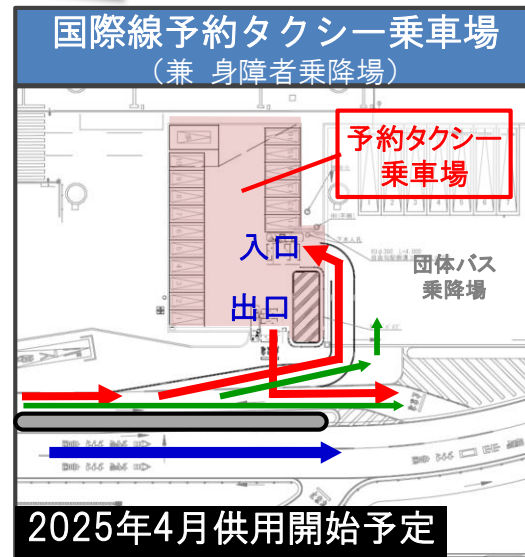 国際線予約タクシー乗車場
（兼 身障者乗降場）
予約タクシー
乗車場
入口
団体バス
乗降場
出口
2025年4月供用開始予定